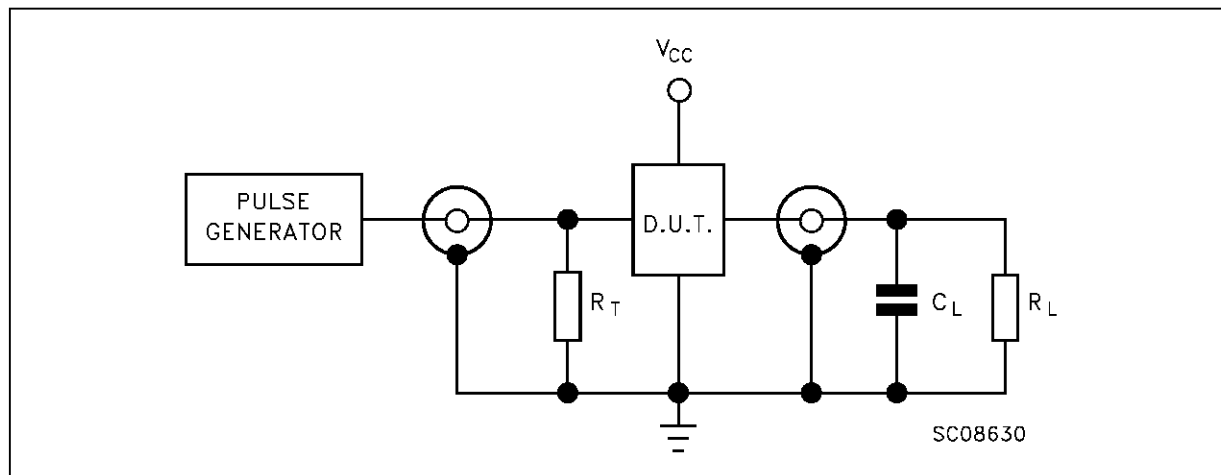 VCC
PULSE
GENERATOR
D.U.T.
RT
CL
RL
SC08630